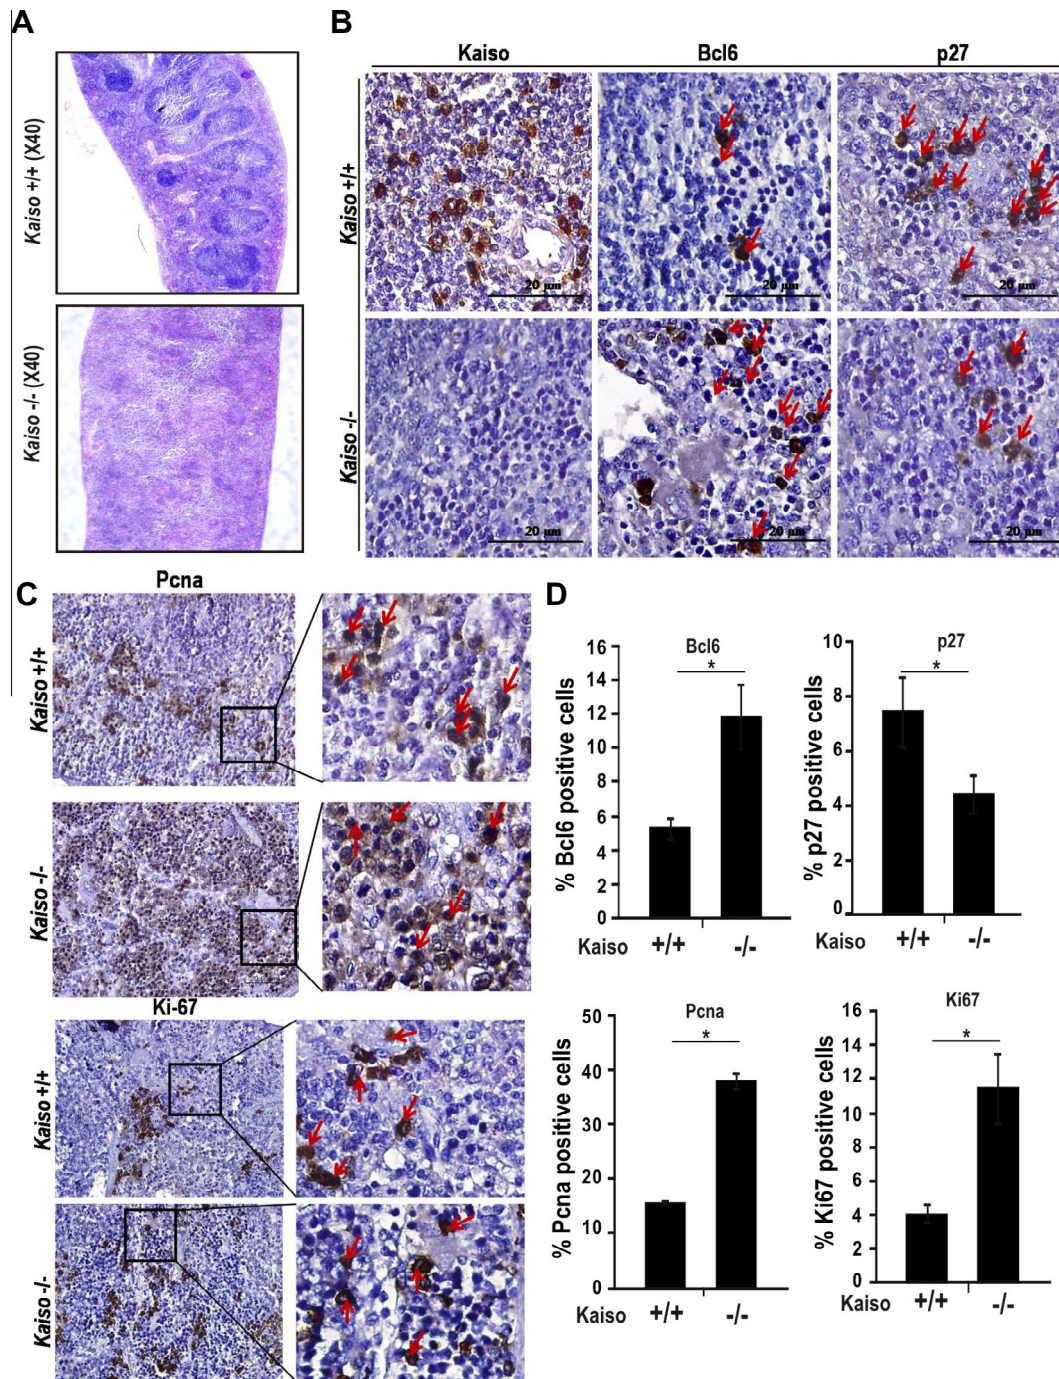 A
Kaiso +/+ (X40)
Kaiso -/- (X40)
B
Kaiso
Bcl6
p27
Kaiso +/+
20 µm
20 µm
20 µm
Kaiso -/-
20 µm
20 µm
20 µm
C
Pcna
Kaiso +/+
Kaiso -/-
Ki-67
Kaiso +/+
Kaiso -/-
D
Bcl6
*
% Bcl6 positive cells
16
14
12
10
8
6
4
2
0
Kaiso +/+ -/-
p27
*
% p27 positive cells
10
8
6
4
2
0
Kaiso +/+ -/-
Pcna
*
% Pcna positive cells
50
40
30
20
10
0
Kaiso +/+ -/-
Ki67
*
% Ki67 positive cells
16
14
12
10
8
6
4
2
0
Kaiso +/+ -/-